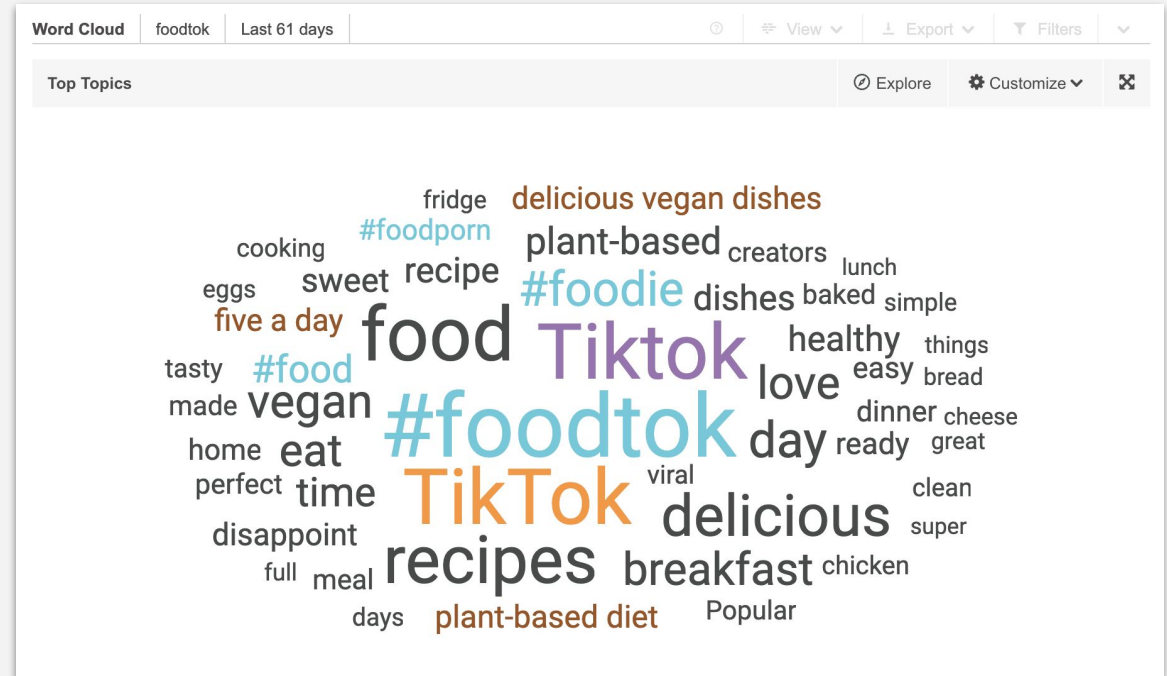 Word Cloud foodtok Last 61 days View Export Filters
Top Topics Explore Customize
fridge delicious vegan dishes
#foodporn
cooking plant-based creators
sweet recipe lunch
eggs #foodie dishes baked simple
five a day food Tiktok healthy things
tasty #food love easy bread
made vegan #foodtok dinner cheese
home eat day ready great
perfect time TikTok viral clean
disappoint delicious super
full meal recipes breakfast chicken
days plant-based diet Popular